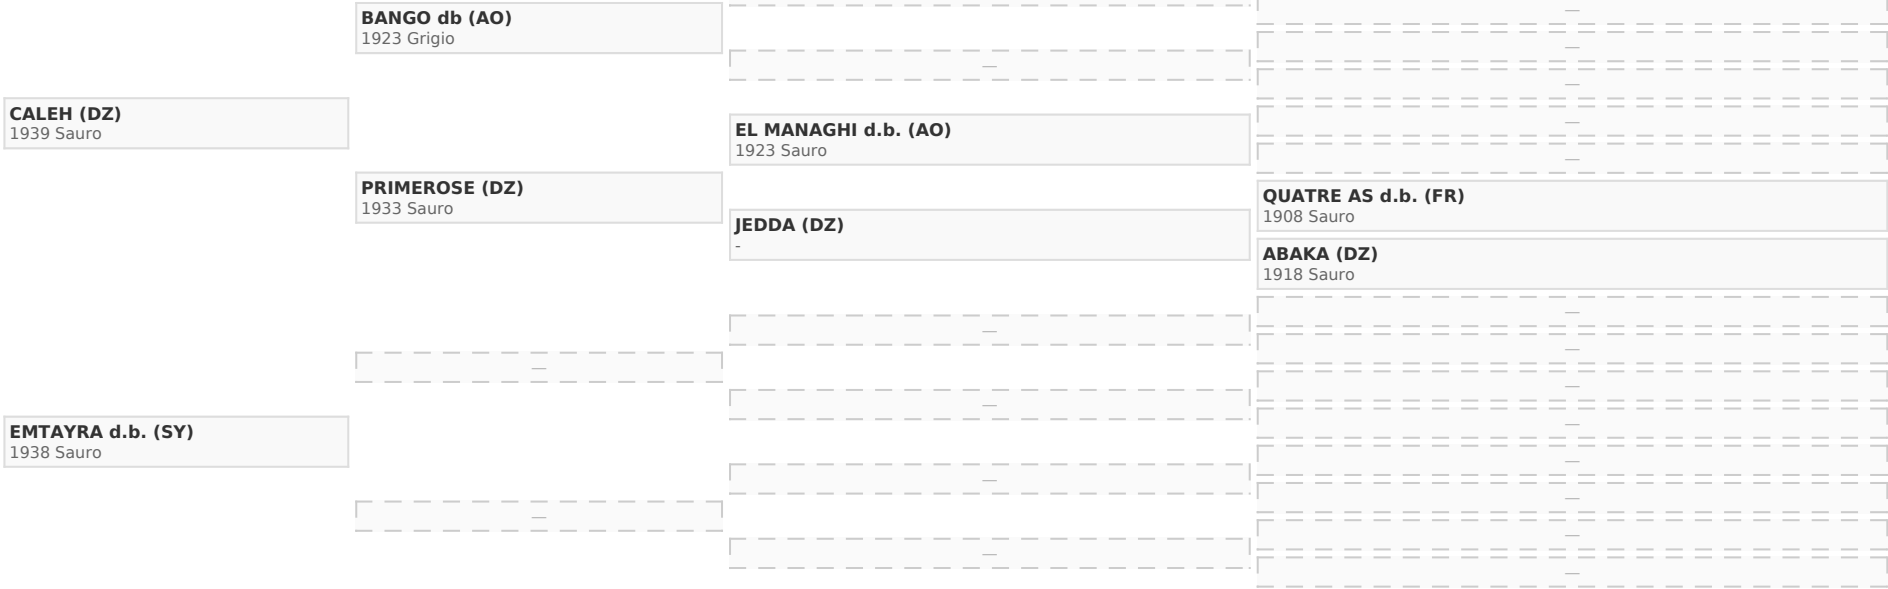 BANGO db (AO)
1923 Grigio
—
—
—
—
CALEH (DZ)
1939 Sauro
EL MANAGHI d.b. (AO)
1923 Sauro
—
—
PRIMEROSE (DZ)
1933 Sauro
QUATRE AS d.b. (FR)
1908 Sauro
JEDDA (DZ)
-
ABAKA (DZ)
1918 Sauro
—
—
—
—
—
—
—
EMTAYRA d.b. (SY)
1938 Sauro
—
—
—
—
—
—
—